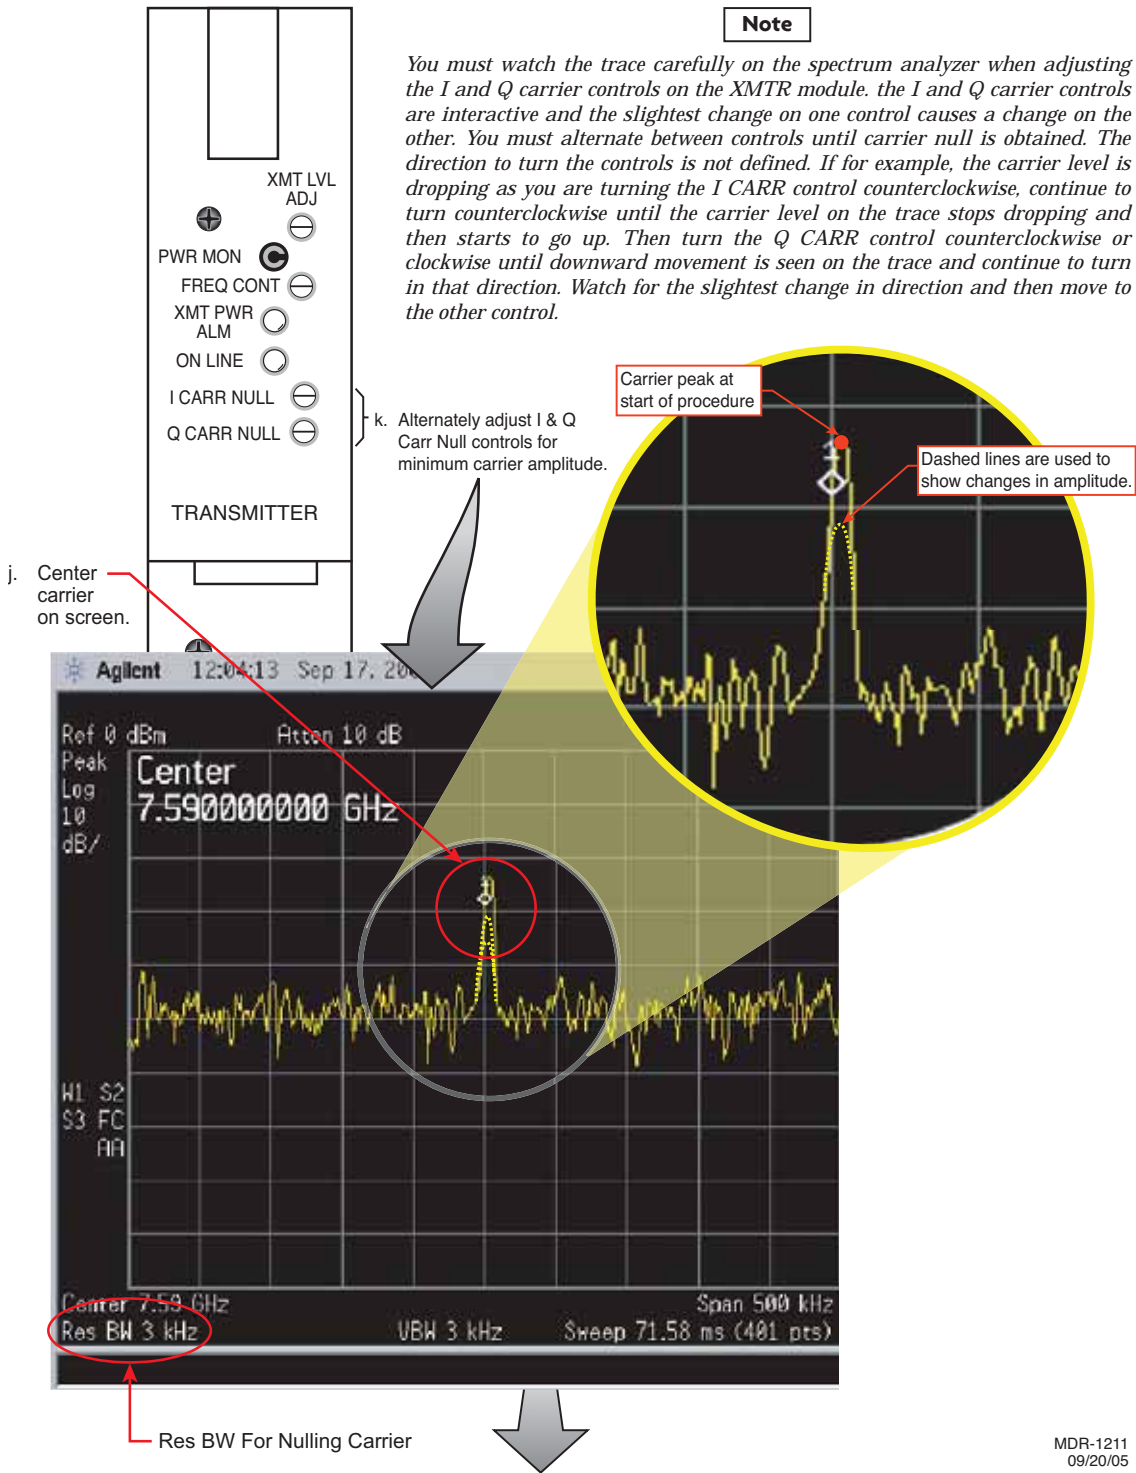 Note
You must watch the trace carefully on the spectrum analyzer when adjusting
the I and Q carrier controls on the XMTR module. the I and Q carrier controls
are interactive and the slightest change on one control causes a change on the
other. You must alternate between controls until carrier null is obtained. The
direction to turn the controls is not defined. If for example, the carrier level is
dropping as you are turning the I CARR control counterclockwise, continue to
turn counterclockwise until the carrier level on the trace stops dropping and
then starts to go up. Then turn the Q CARR control counterclockwise or
clockwise until downward movement is seen on the trace and continue to turn
in that direction. Watch for the slightest change in direction and then move to
the other control.
XMT LVL
ADJ
PWR MON
FREQ CONT
XMT PWR
ALM
ON LINE
I CARR NULL
Q CARR NULL
TRANSMITTER
k. Alternately adjust I & Q
Carr Null controls for
minimum carrier amplitude.
Carrier peak at
start of procedure
1
Dashed lines are used to
show changes in amplitude.
j. Center
carrier
on screen.
Agilent 12:04:13 Sep 17, 20
Ref 0 dBm Atten 10 dB
Peak
Log
10
dB/
Center
7.590000000 GHz
1
W1 S2
S3 FC
AA
Center 7.59 GHz Span 500 kHz
Res BW 3 kHz VBW 3 kHz Sweep 71.58 ms (401 pts)
Res BW For Nulling Carrier
MDR-1211
09/20/05